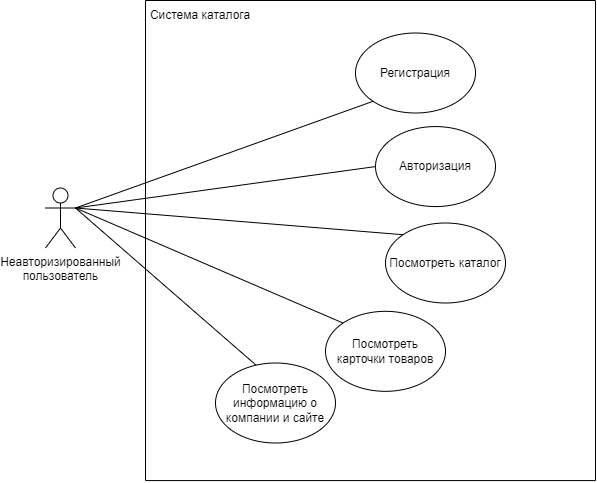 Система каталога
Регистрация
Авторизация
Неавторизированный
пользователь
Посмотреть каталог
Посмотреть
карточки товаров
Посмотреть
информацию о
компании и сайте